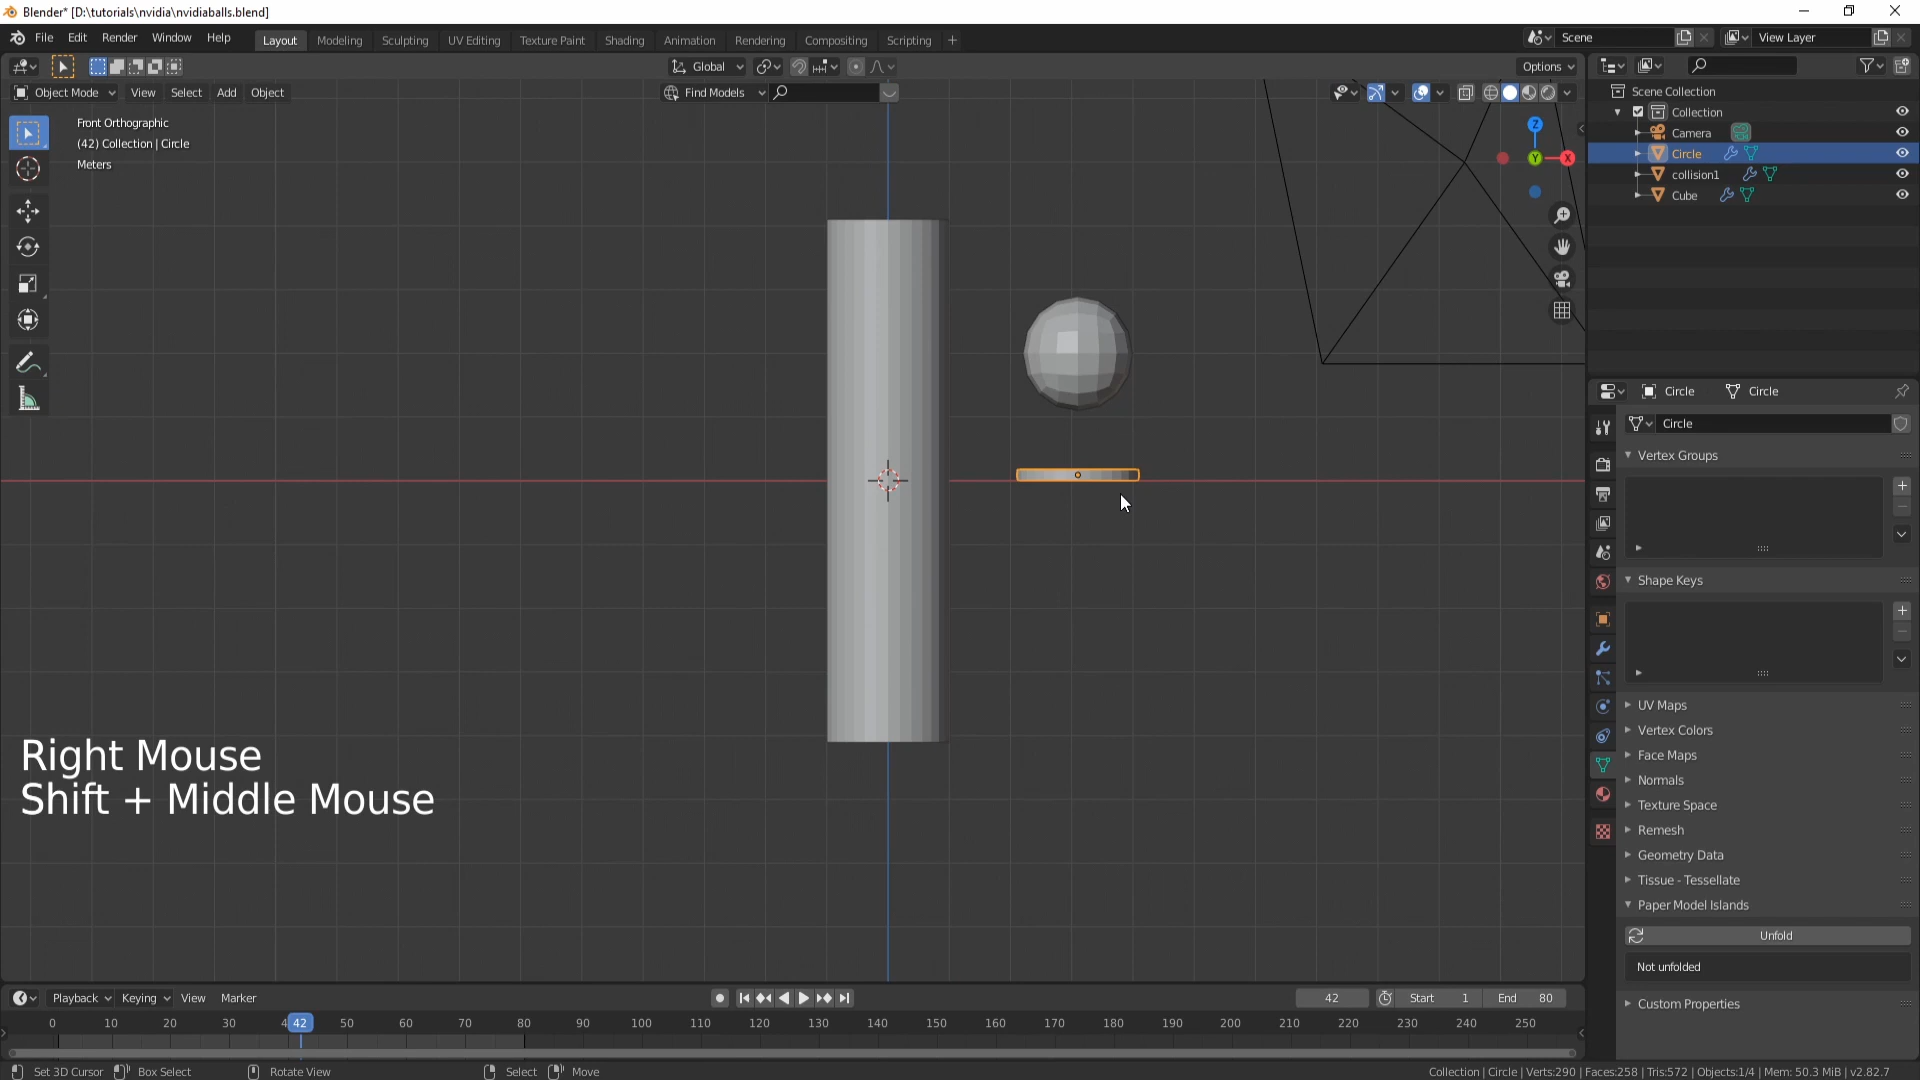 Blender* [D:\tutorials\nvidia\nvidiaballs.blend]
File Edit Render Window Help Layout Modeling Sculpting UV Editing Texture Paint Shading Animation Rendering Compositing Scripting + Scene View Layer
Global Options
Object Mode View Select Add Object Find Models
Front Orthographic
(42) Collection | Circle
Meters
Z
Y
X
Scene Collection
Collection
Camera
Circle
collision1
Cube
Circle Circle
Circle
Vertex Groups
Shape Keys
UV Maps
Vertex Colors
Face Maps
Normals
Texture Space
Remesh
Geometry Data
Tissue - Tessellate
Paper Model Islands
Unfold
Not unfolded
Custom Properties
Right Mouse
Shift + Middle Mouse
Playback Keying View Marker 42 Start 1 End 80
0 10 20 30 4 42 50 60 70 80 90 100 110 120 130 140 150 160 170 180 190 200 210 220 230 240 250
Set 3D Cursor Box Select Rotate View Select Move Collection | Circle | Verts:290 | Faces:258 | Tris:572 | Objects:1/4 | Mem: 50.3 MiB | v2.82.7